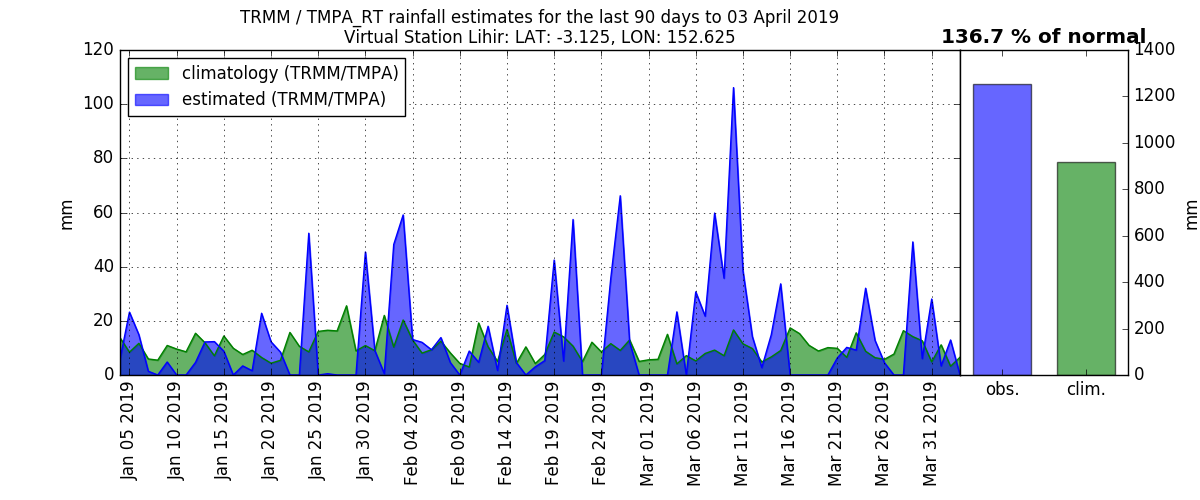 TRMM / TMPA_RT rainfall estimates for the last 90 days to 03 April 2019
Virtual Station Lihir: LAT: -3.125, LON: 152.625
136.7 % of normal
climatology (TRMM/TMPA)
estimated (TRMM/TMPA)
120
100
80
60
40
20
0
mm
Jan 05 2019
Jan 10 2019
Jan 15 2019
Jan 20 2019
Jan 25 2019
Jan 30 2019
Feb 04 2019
Feb 09 2019
Feb 14 2019
Feb 19 2019
Feb 24 2019
Mar 01 2019
Mar 06 2019
Mar 11 2019
Mar 16 2019
Mar 21 2019
Mar 26 2019
Mar 31 2019
obs.
clim.
1400
1200
1000
800
600
400
200
0
mm